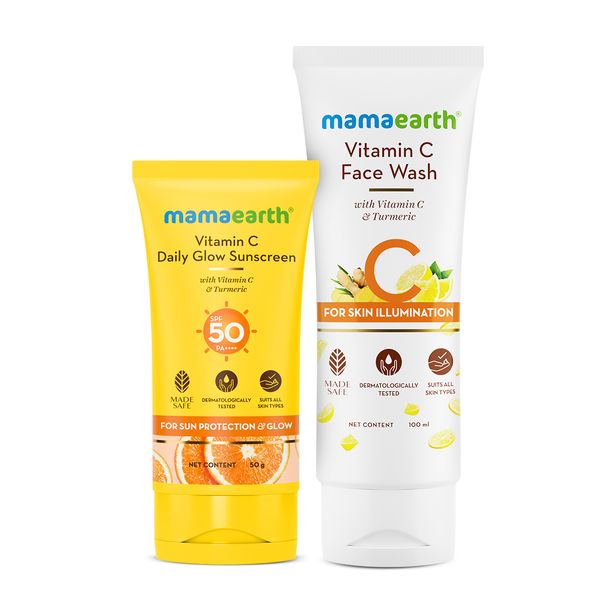 mamaearth®
Vitamin C
Daily Glow Sunscreen
with Vitamin C
& Turmeric
SPF
50
PA++++
MADE
SAFE
DERMATOLOGICALLY
TESTED
SUITS ALL
SKIN TYPES
FOR SUN PROTECTION & GLOW
NET CONTENT 50 g
mamaearth®
Vitamin C
Face Wash
with Vitamin C
& Turmeric
C
FOR SKIN ILLUMINATION
MADE
SAFE
DERMATOLOGICALLY
TESTED
SUITS ALL
SKIN TYPES
NET CONTENT 100 ml